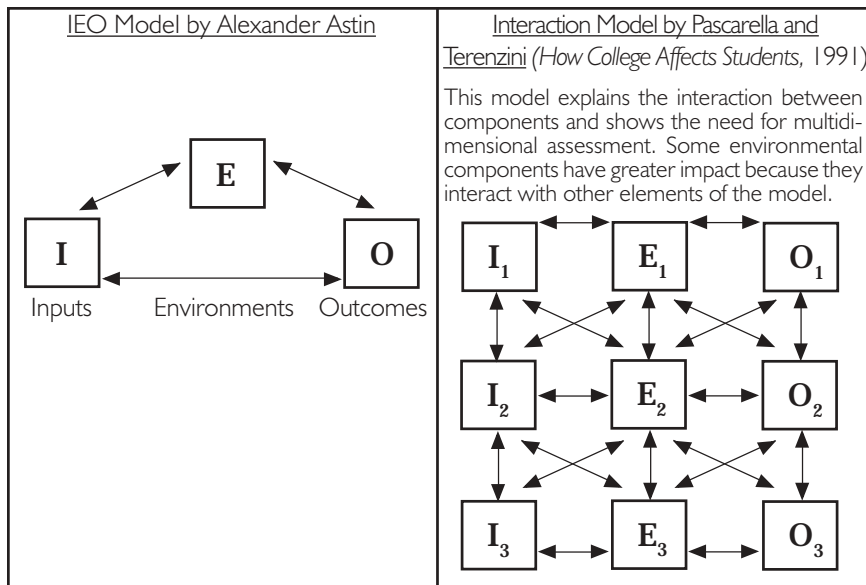 IEO Model by Alexander Astin
E
I
O
Inputs
Environments
Outcomes
Interaction Model by Pascarella and
Terenzini (How College Affects Students, 1991)
This model explains the interaction between
components and shows the need for multidi-
mensional assessment. Some environmental
components have greater impact because they
interact with other elements of the model.
I₁ E₁ O₁
I₂ E₂ O₂
I₃ E₃ O₃